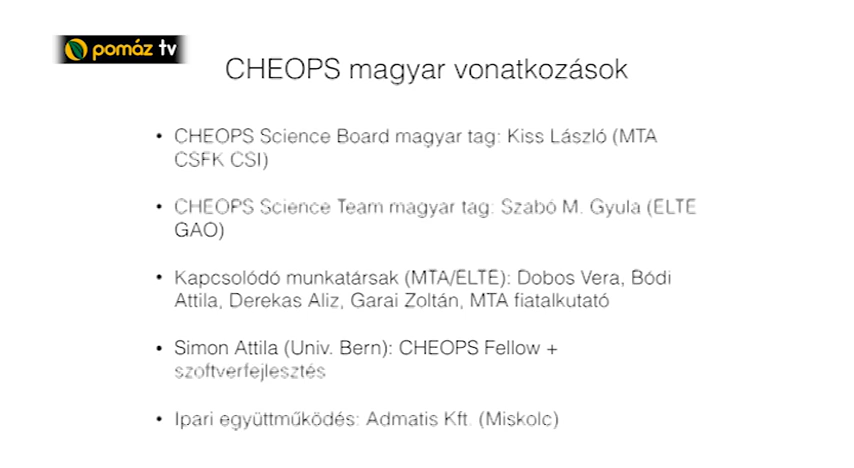 pomáz tv
CHEOPS magyar vonatkozások
• CHEOPS Science Board magyar tag: Kiss László (MTA
CSFK CSI)
• CHEOPS Science Team magyar tag: Szabó M. Gyula (ELTE
GAO)
• Kapcsolódó munkatársak (MTA/ELTE): Dobos Vera, Bódi
Attila, Derekas Aliz, Garai Zoltán, MTA fiatalkutató
• Simon Attila (Univ. Bern): CHEOPS Fellow +
szoftverfejlesztés
• Ipari együttműködés: Admatis Kft. (Miskolc)